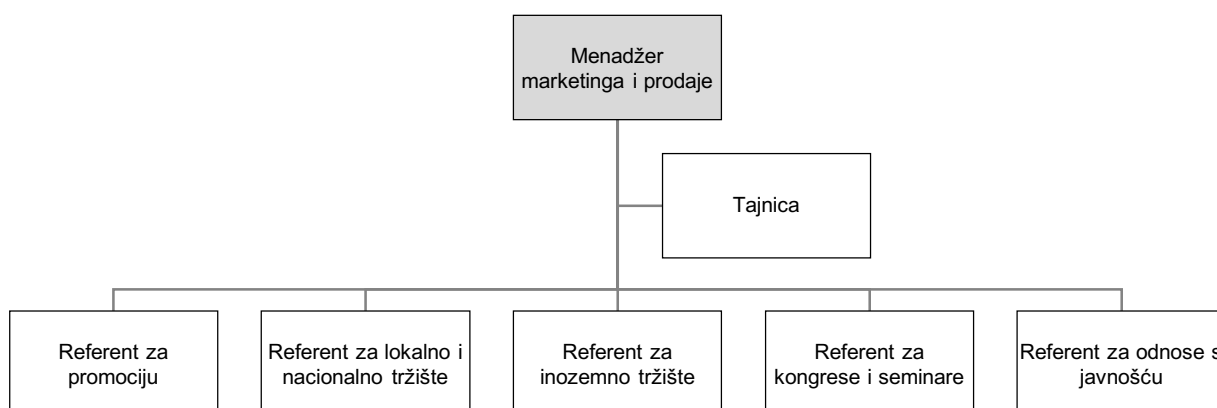 Menadžer
marketinga i prodaje
Tajnica
Referent za
promociju
Referent za lokalno i
nacionalno tržište
Referent za
inozemno tržište
Referent za
kongrese i seminare
Referent za odnose s
javnošću